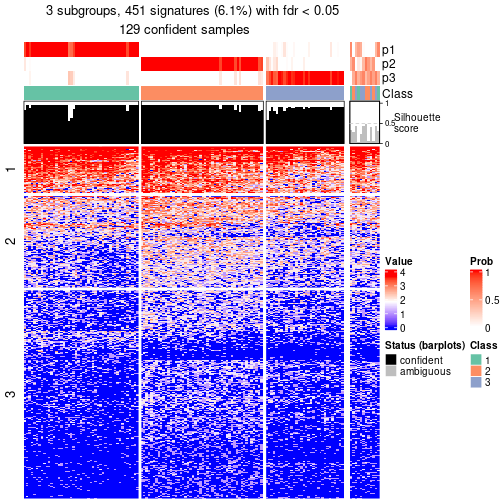 3 subgroups, 451 signatures (6.1%) with fdr < 0.05
129 confident samples
p1
p2
p3
Class
1
0.5
0
Silhouette
score
1
2
3
Value
4
3
2
1
0
Prob
1
0.5
0
Status (barplots)
confident
ambiguous
Class
1
2
3